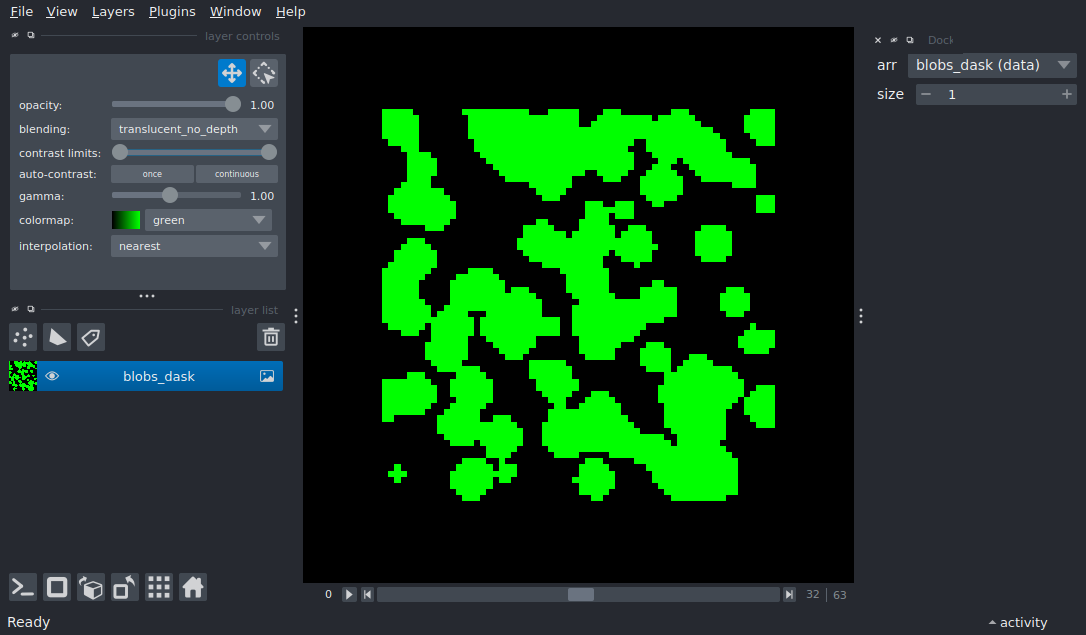 File View Layers Plugins Window Help
layer controls
opacity: 1.00
blending: translucent_no_depth
contrast limits:
auto-contrast: once continuous
gamma: 1.00
colormap: green
interpolation: nearest
layer list
blobs_dask
0 32 63
Dock
arr blobs_dask (data)
size 1
Ready
activity